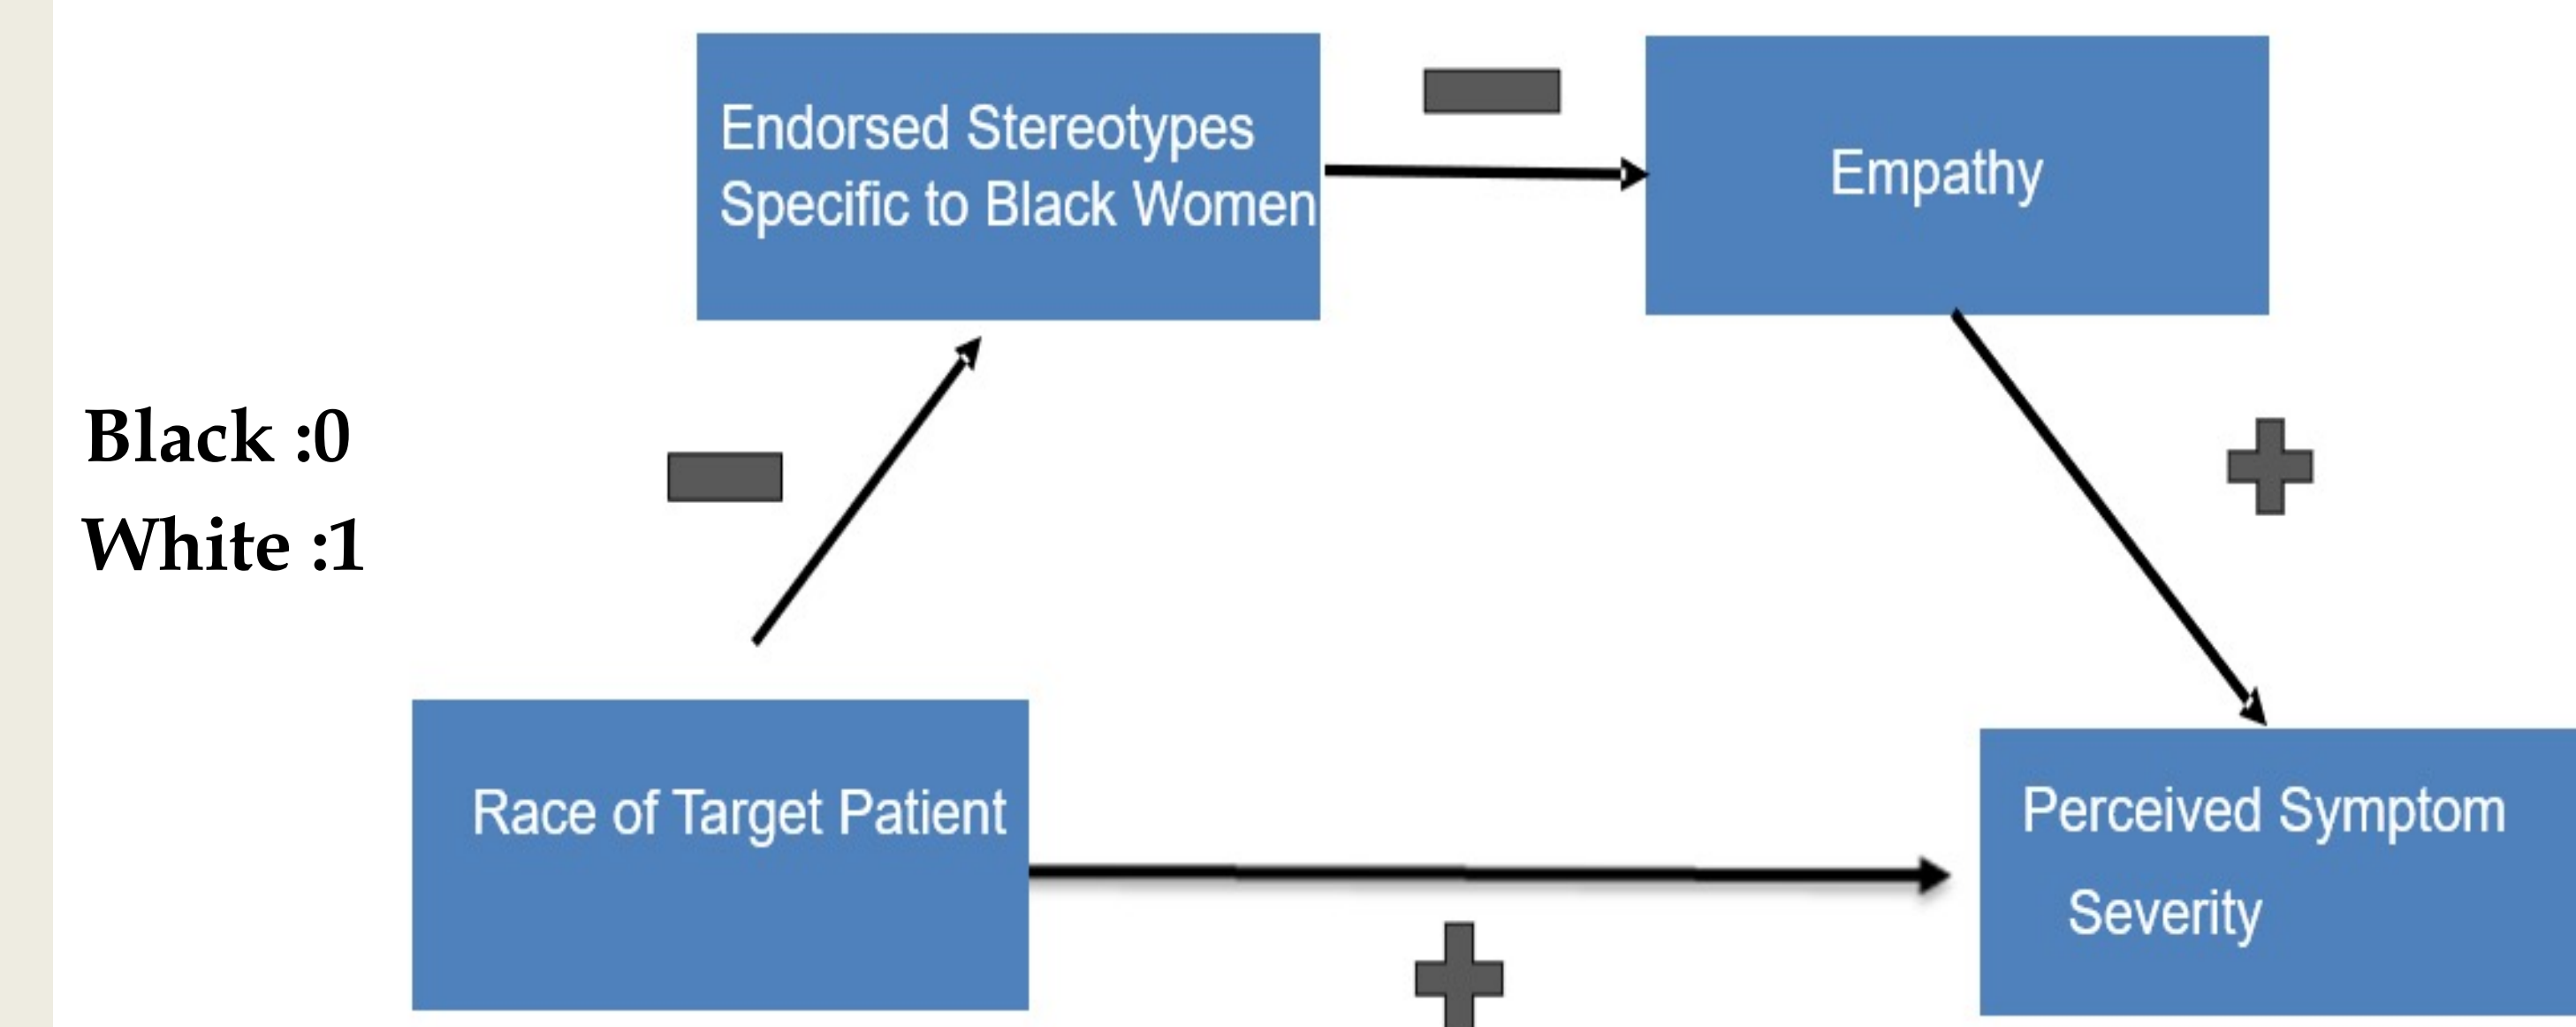 Endorsed Stereotypes
Specific to Black Women
Empathy
Black :0
White :1
Race of Target Patient
Perceived Symptom
Severity